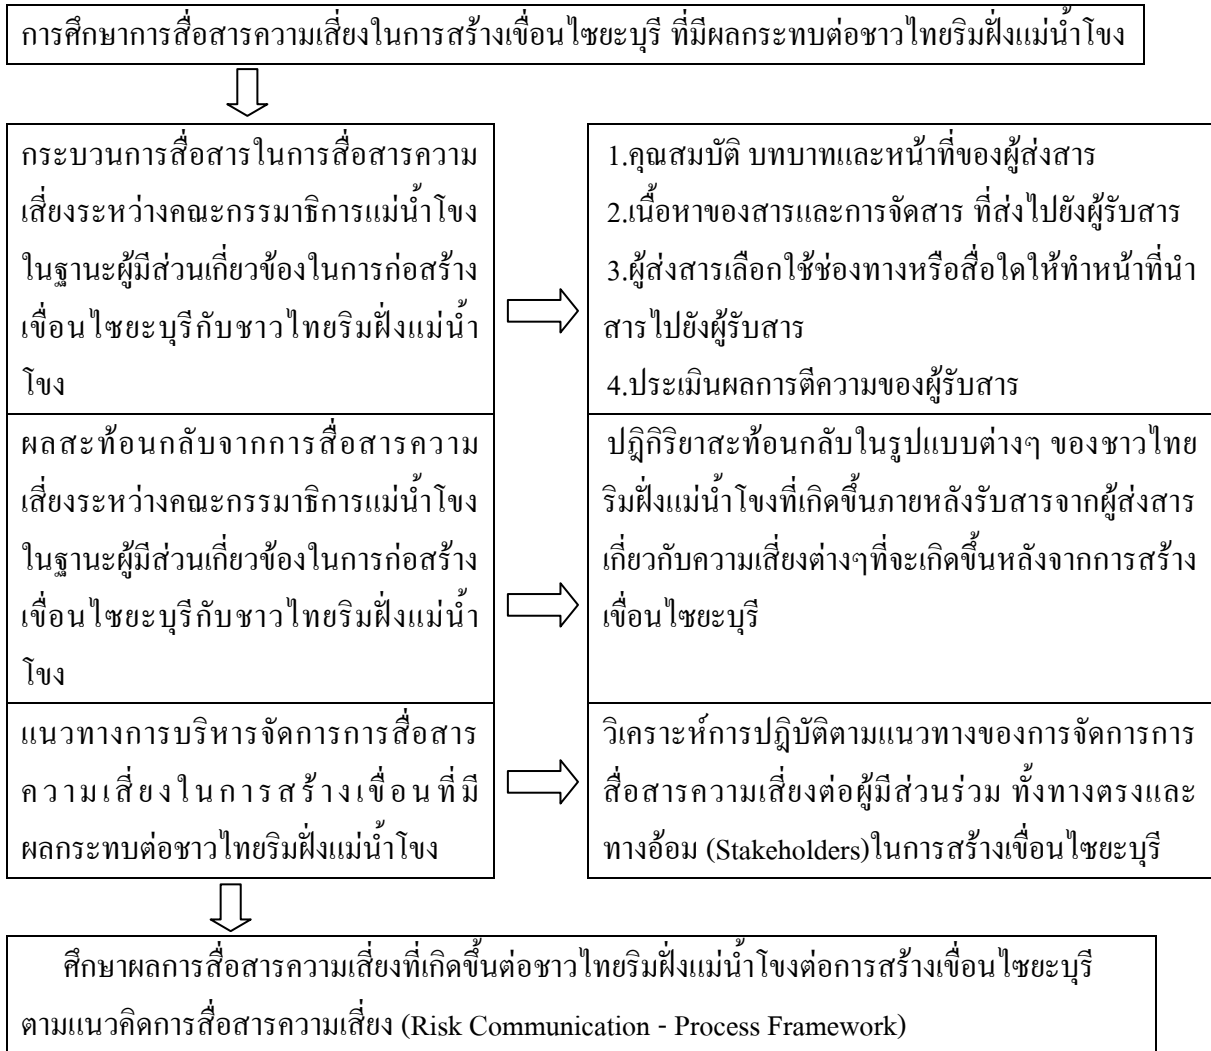 การศึกษาการสื่อสารความเสี่ยงในการสร้างเขื่อนไซยะบุรี ที่มีผลกระทบต่อชาวไทยริมฝั่งแม่น้ำโขง
กระบวนการสื่อสารในการสื่อสารความ
เสี่ยงระหว่างคณะกรรมาธิการแม่น้ำโขง
ในฐานะผู้มีส่วนเกี่ยวข้องในการก่อสร้าง
เขื่อนไซยะบุรีกับชาวไทยริมฝั่งแม่น้ำ
โขง
1.คุณสมบัติ บทบาทและหน้าที่ของผู้ส่งสาร
2.เนื้อหาของสารและการจัดสาร ที่ส่งไปยังผู้รับสาร
3.ผู้ส่งสารเลือกใช้ช่องทางหรือสื่อใดให้ทำหน้าที่นำ
สารไปยังผู้รับสาร
4.ประเมินผลการตีความของผู้รับสาร
ผลสะท้อนกลับจากการสื่อสารความ
เสี่ยงระหว่างคณะกรรมาธิการแม่น้ำโขง
ในฐานะผู้มีส่วนเกี่ยวข้องในการก่อสร้าง
เขื่อนไซยะบุรีกับชาวไทยริมฝั่งแม่น้ำ
โขง
ปฎิกิริยาสะท้อนกลับในรูปแบบต่างๆ ของชาวไทย
ริมฝั่งแม่น้ำโขงที่เกิดขึ้นภายหลังรับสารจากผู้ส่งสาร
เกี่ยวกับความเสี่ยงต่างๆที่จะเกิดขึ้นหลังจากการสร้าง
เขื่อนไซยะบุรี
แนวทางการบริหารจัดการการสื่อสาร
ความเสี่ยงในการสร้างเขื่อนที่มี
ผลกระทบต่อชาวไทยริมฝั่งแม่น้ำโขง
วิเคราะห์การปฎิบัติตามแนวทางของการจัดการการ
สื่อสารความเสี่ยงต่อผู้มีส่วนร่วม ทั้งทางตรงและ
ทางอ้อม (Stakeholders)ในการสร้างเขื่อนไซยะบุรี
ศึกษาผลการสื่อสารความเสี่ยงที่เกิดขึ้นต่อชาวไทยริมฝั่งแม่น้ำโขงต่อการสร้างเขื่อนไซยะบุรี
ตามแนวคิดการสื่อสารความเสี่ยง (Risk Communication - Process Framework)